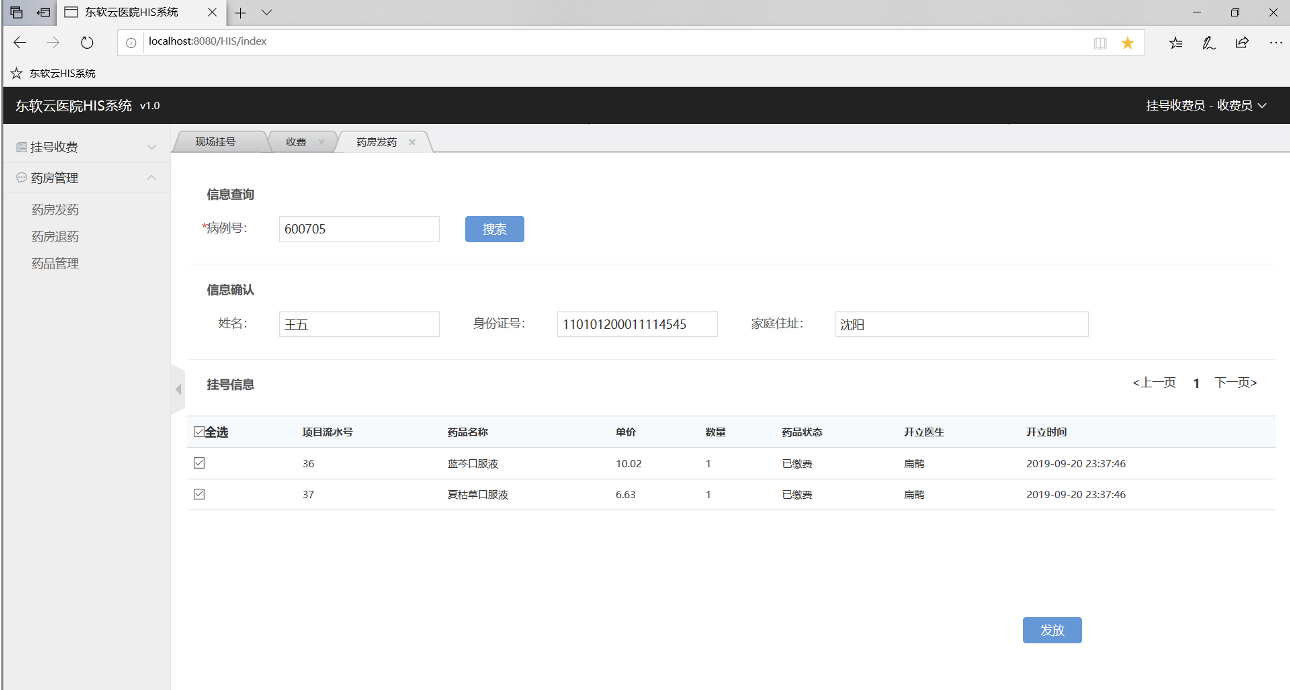 东软云医院HIS系统
localhost:8080/HIS/index
东软云HIS系统
东软云医院HIS系统 v1.0
挂号收费员 - 收费员
挂号收费
药房管理
药房发药
药房退药
药品管理
现场挂号 收费 药房发药
信息查询
*病例号: 600705 搜索
信息确认
姓名: 王五 身份证号: 110101200011114545 家庭住址: 沈阳
挂号信息 <上一页 1 下一页>
全选 项目流水号 药品名称 单价 数量 药品状态 开立医生 开立时间
36 蓝芩口服液 10.02 1 已缴费 扁鹊 2019-09-20 23:37:46
37 夏枯草口服液 6.63 1 已缴费 扁鹊 2019-09-20 23:37:46
发放